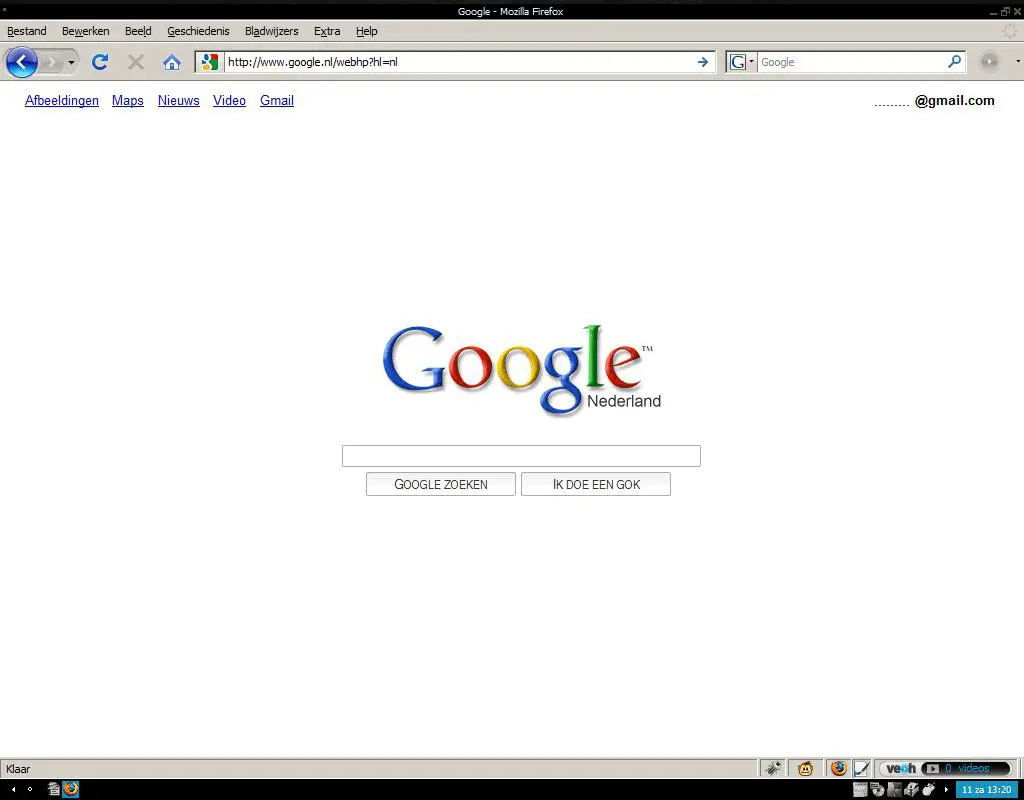 Google - Mozilla Firefox
Bestand Bewerken Beeld Geschiedenis Bladwijzers Extra Help
http://www.google.nl/webhp?hl=nl G Google
Afbeeldingen Maps Nieuws Video Gmail ......... @gmail.com
Google™
Nederland
GOOGLE ZOEKEN IK DOE EEN GOK
Klaar veoh 0 videos
11 za 13:20